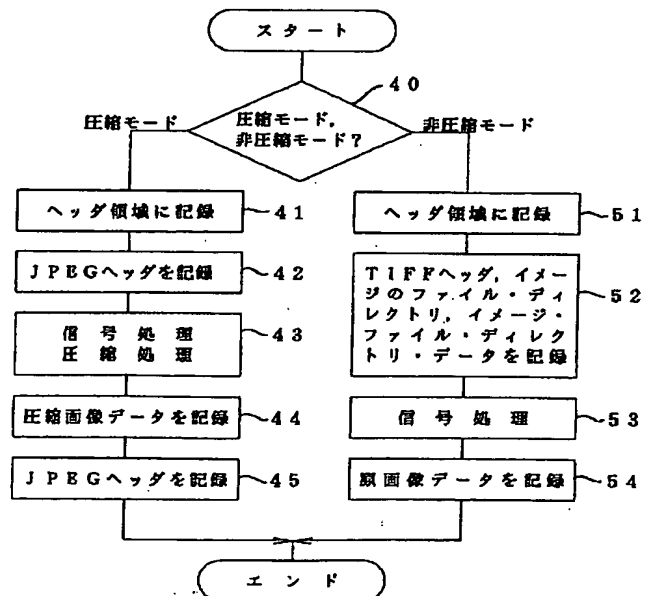 スタート
40
圧縮モード
圧縮モード,
非圧縮モード?
非圧縮モード
ヘッダ領域に記録
41
JPEGヘッダを記録
42
信号処理
圧縮処理
43
圧縮画像データを記録
44
JPEGヘッダを記録
45
ヘッダ領域に記録
51
TIFFヘッダ,イメー
ジのファイル・ディ
レクトリ,イメージ・
ファイル・ディレク
トリ・データを記録
52
信号処理
53
原画像データを記録
54
エンド